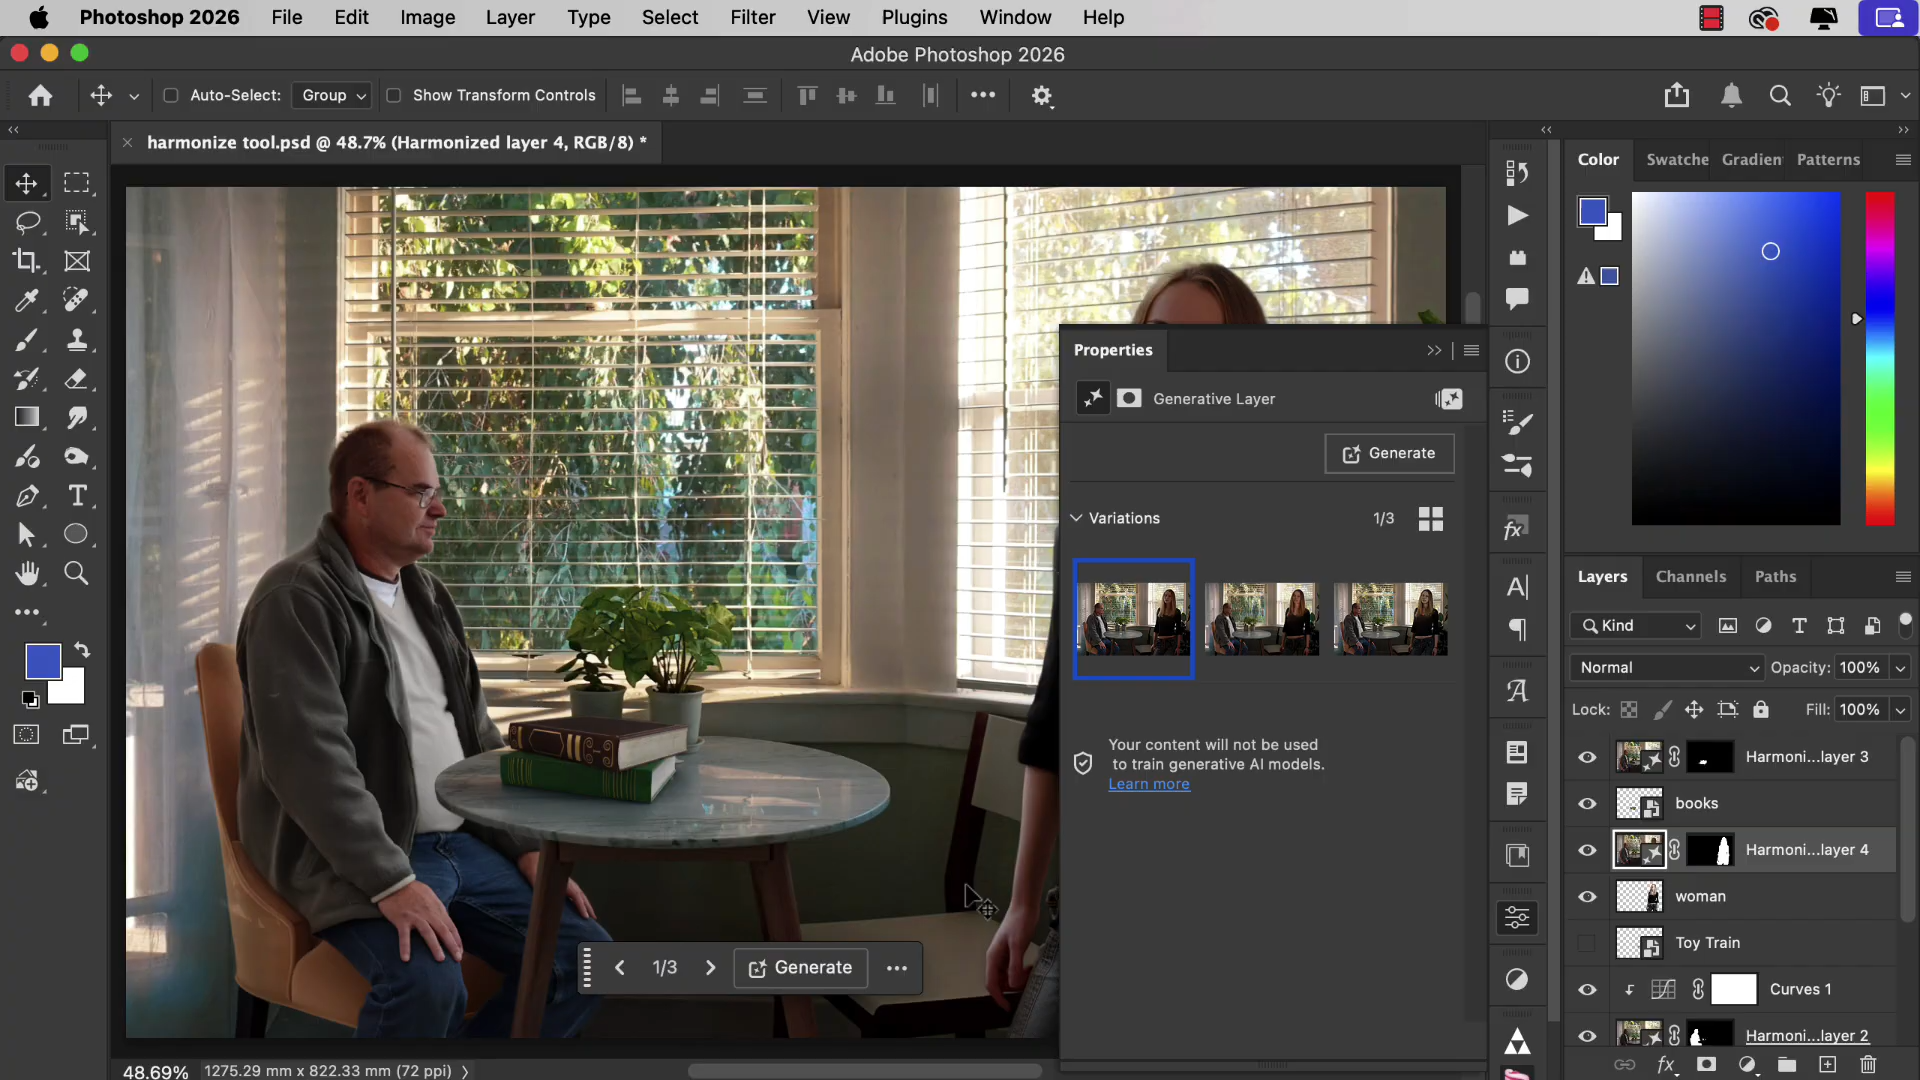 Photoshop 2026 File Edit Image Layer Type Select Filter View Plugins Window Help
Adobe Photoshop 2026
Auto-Select: Group Show Transform Controls
harmonize tool.psd @ 48.7% (Harmonized layer 4, RGB/8) *
Color Swatche Gradien Patterns
Properties
Generative Layer
Generate
Variations 1/3
Your content will not be used
to train generative AI models.
Learn more
1/3 Generate
Layers Channels Paths
Kind
Normal Opacity: 100%
Lock: Fill: 100%
Harmoni...layer 3
books
Harmoni...layer 4
woman
Toy Train
Curves 1
Harmoni...layer 2
48.69% 1275.29 mm x 822.33 mm (72 ppi)